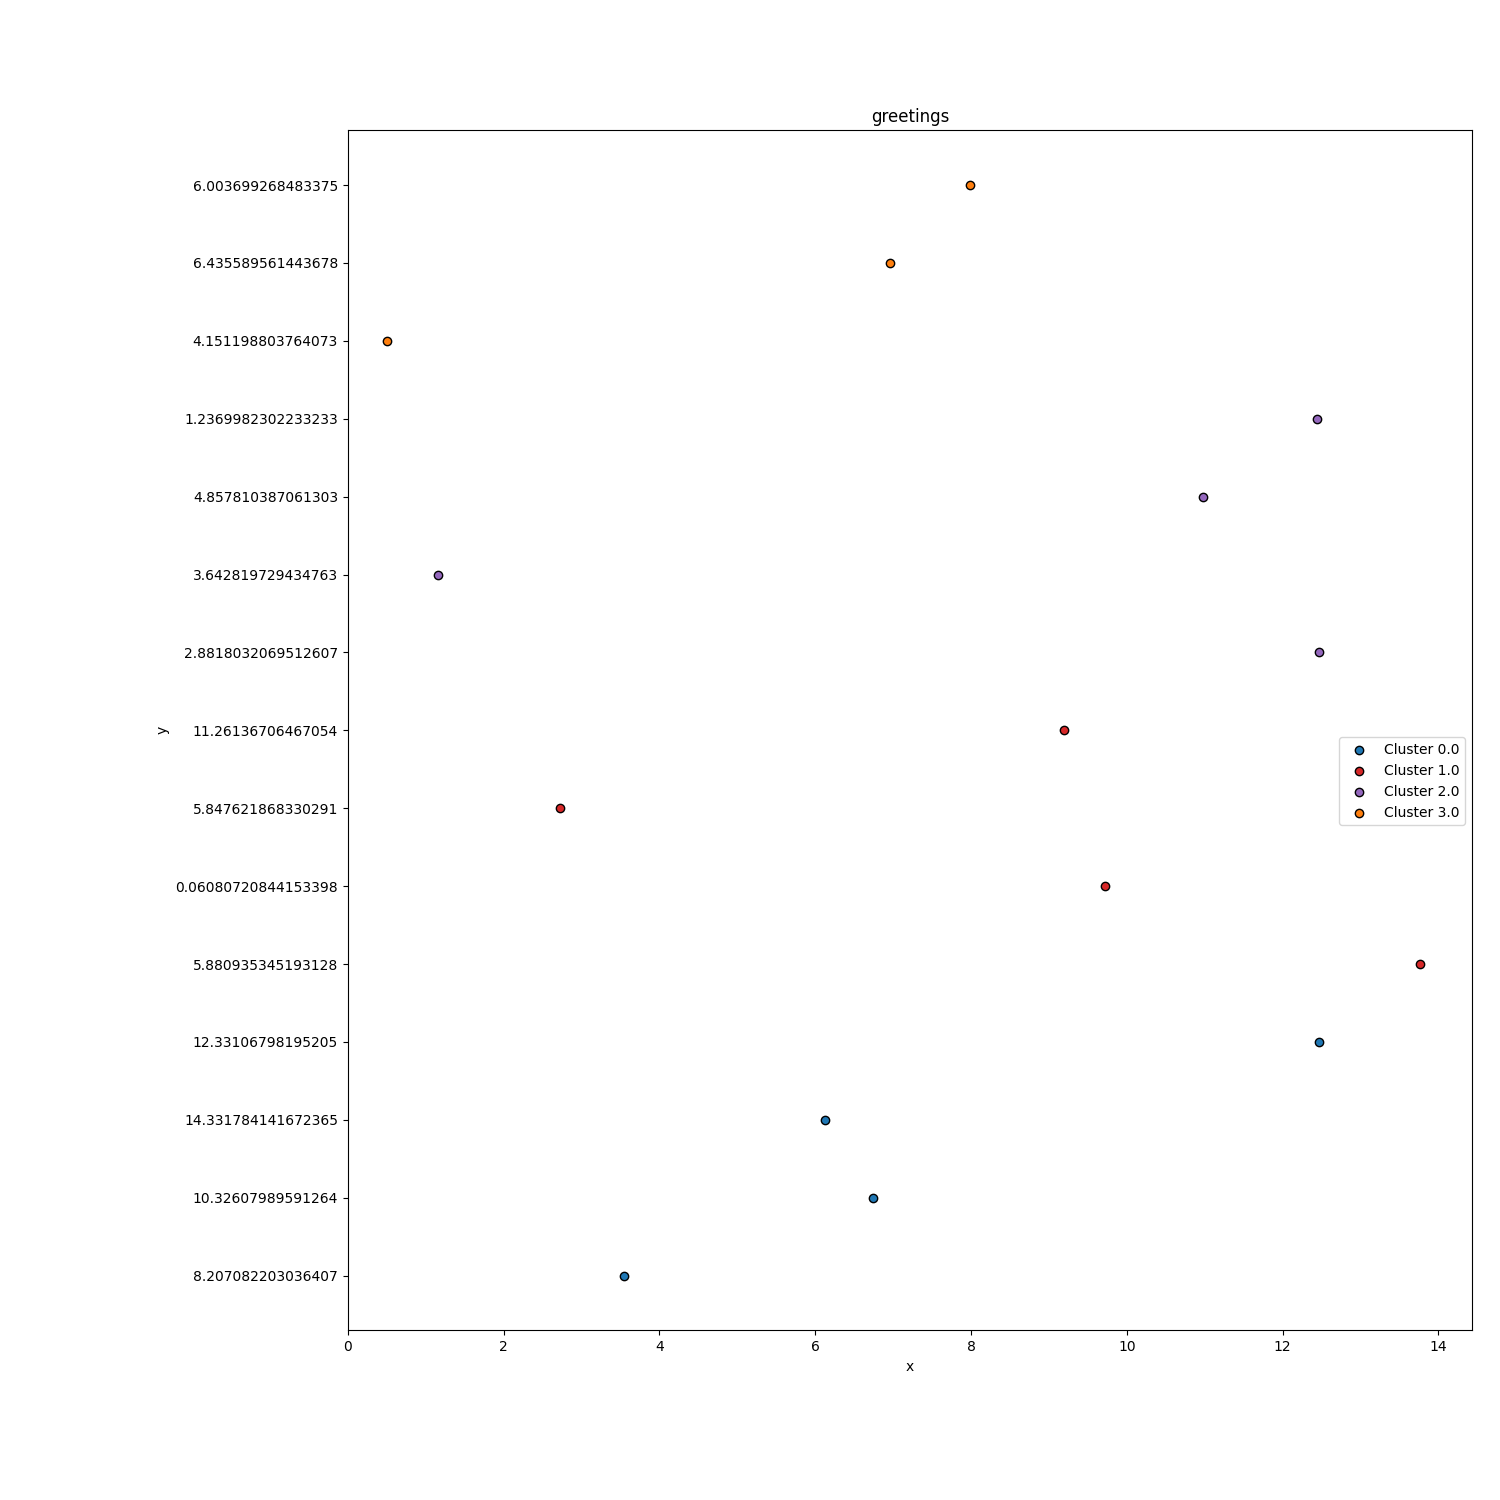 greetings
6.003699268483375
6.435589561443678
4.151198803764073
1.2369982302233233
4.857810387061303
3.642819729434763
2.8818032069512607
y
11.26136706467054
5.847621868330291
0.06080720844153398
5.880935345193128
12.33106798195205
14.331784141672365
10.32607989591264
8.207082203036407
Cluster 0.0
Cluster 1.0
Cluster 2.0
Cluster 3.0
0 2 4 6 8 10 12 14
x